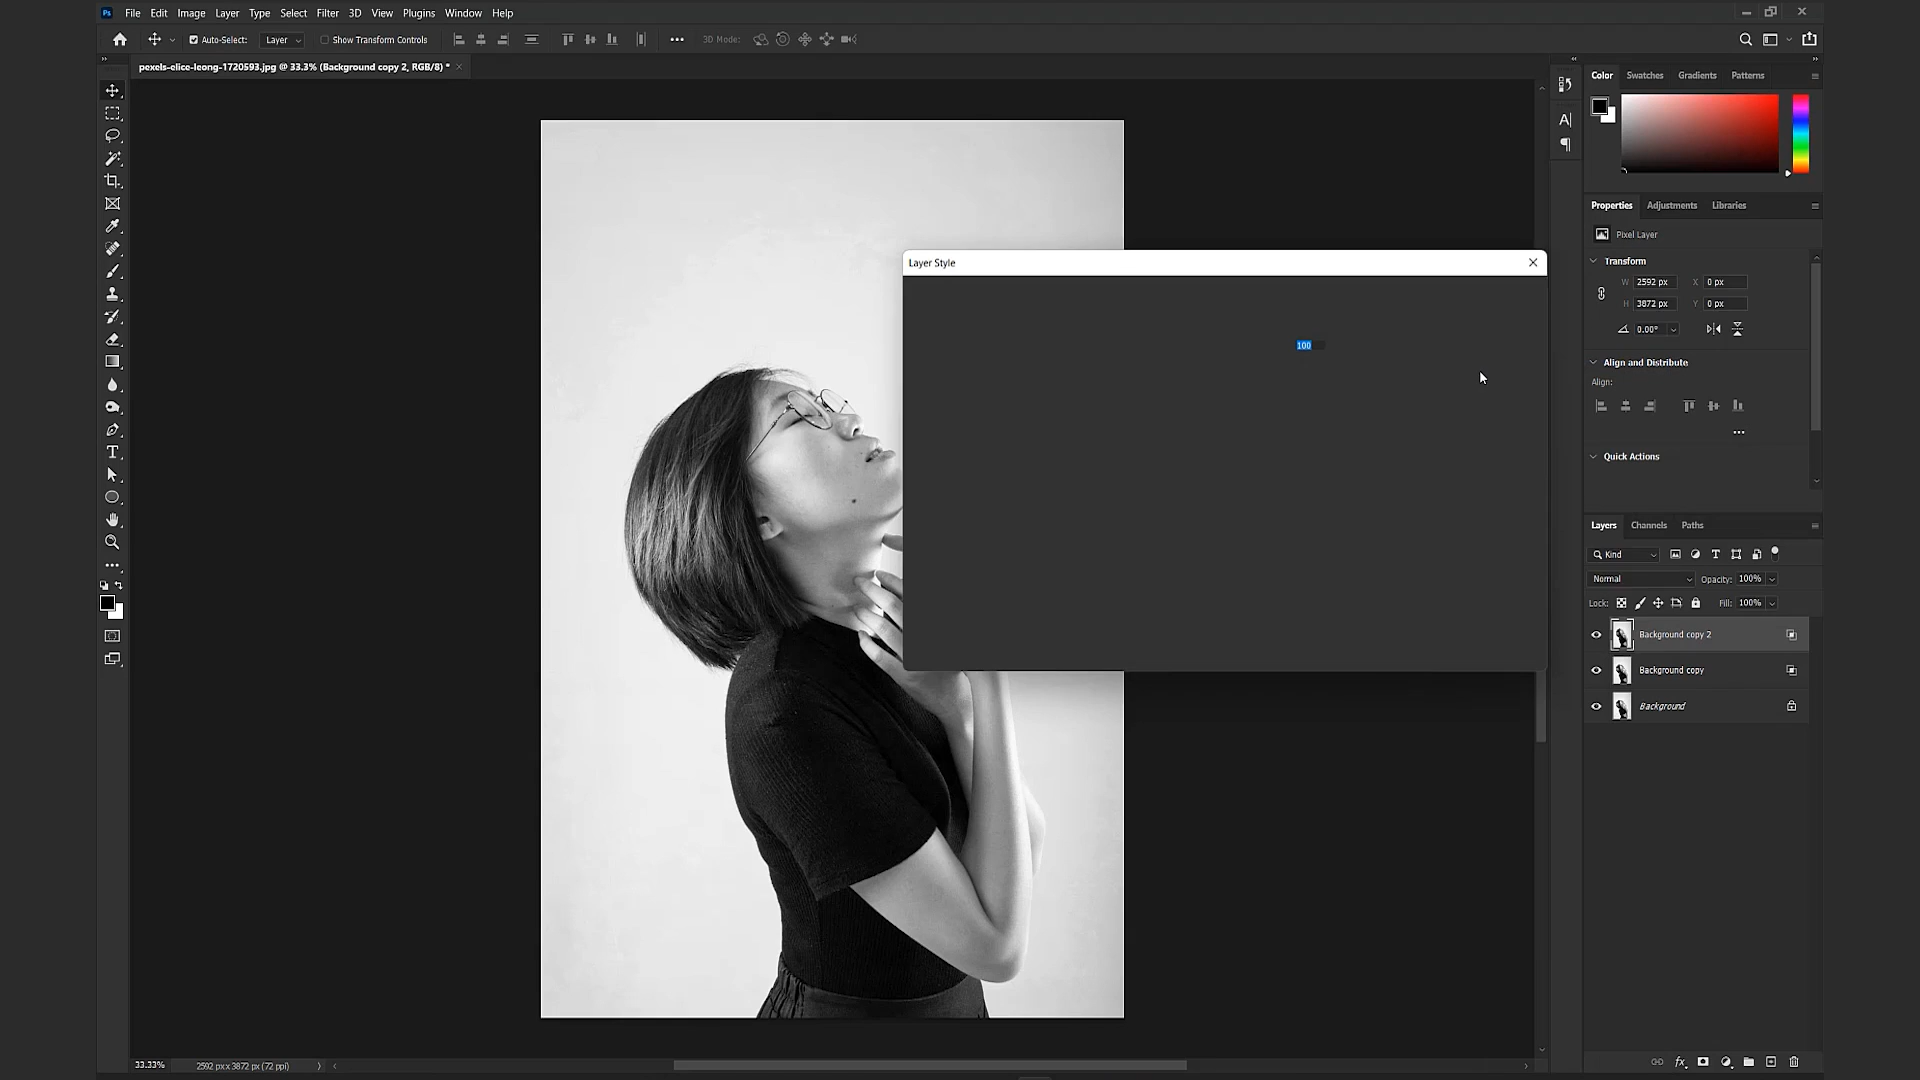 Ps File Edit Image Layer Type Select Filter 3D View Plugins Window Help
Auto-Select: Layer Show Transform Controls 3D Mode:
pexels-elice-leong-1720593.jpg @ 33.3% (Background copy 2, RGB/8) *
Color Swatches Gradients Patterns
Properties Adjustments Libraries
Pixel Layer
Transform
W 2592 px X 0 px
H 3872 px Y 0 px
0.00°
Align and Distribute
Align:
Quick Actions
Layer Style
100
Layers Channels Paths
Kind
Normal Opacity: 100%
Lock: Fill: 100%
Background copy 2
Background copy
Background
33.33% 2592 px x 3872 px (72 ppi)